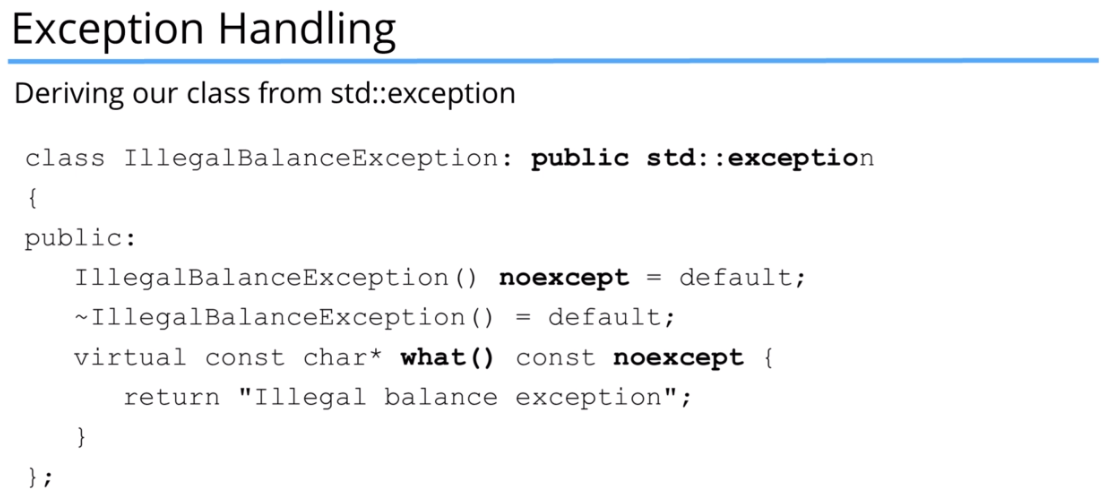 Exception Handling
Deriving our class from std::exception
class IllegalBalanceException: public std::exception
{
public:
   IllegalBalanceException() noexcept = default;
   ~IllegalBalanceException() = default;
   virtual const char* what() const noexcept {
      return "Illegal balance exception";
   }
};